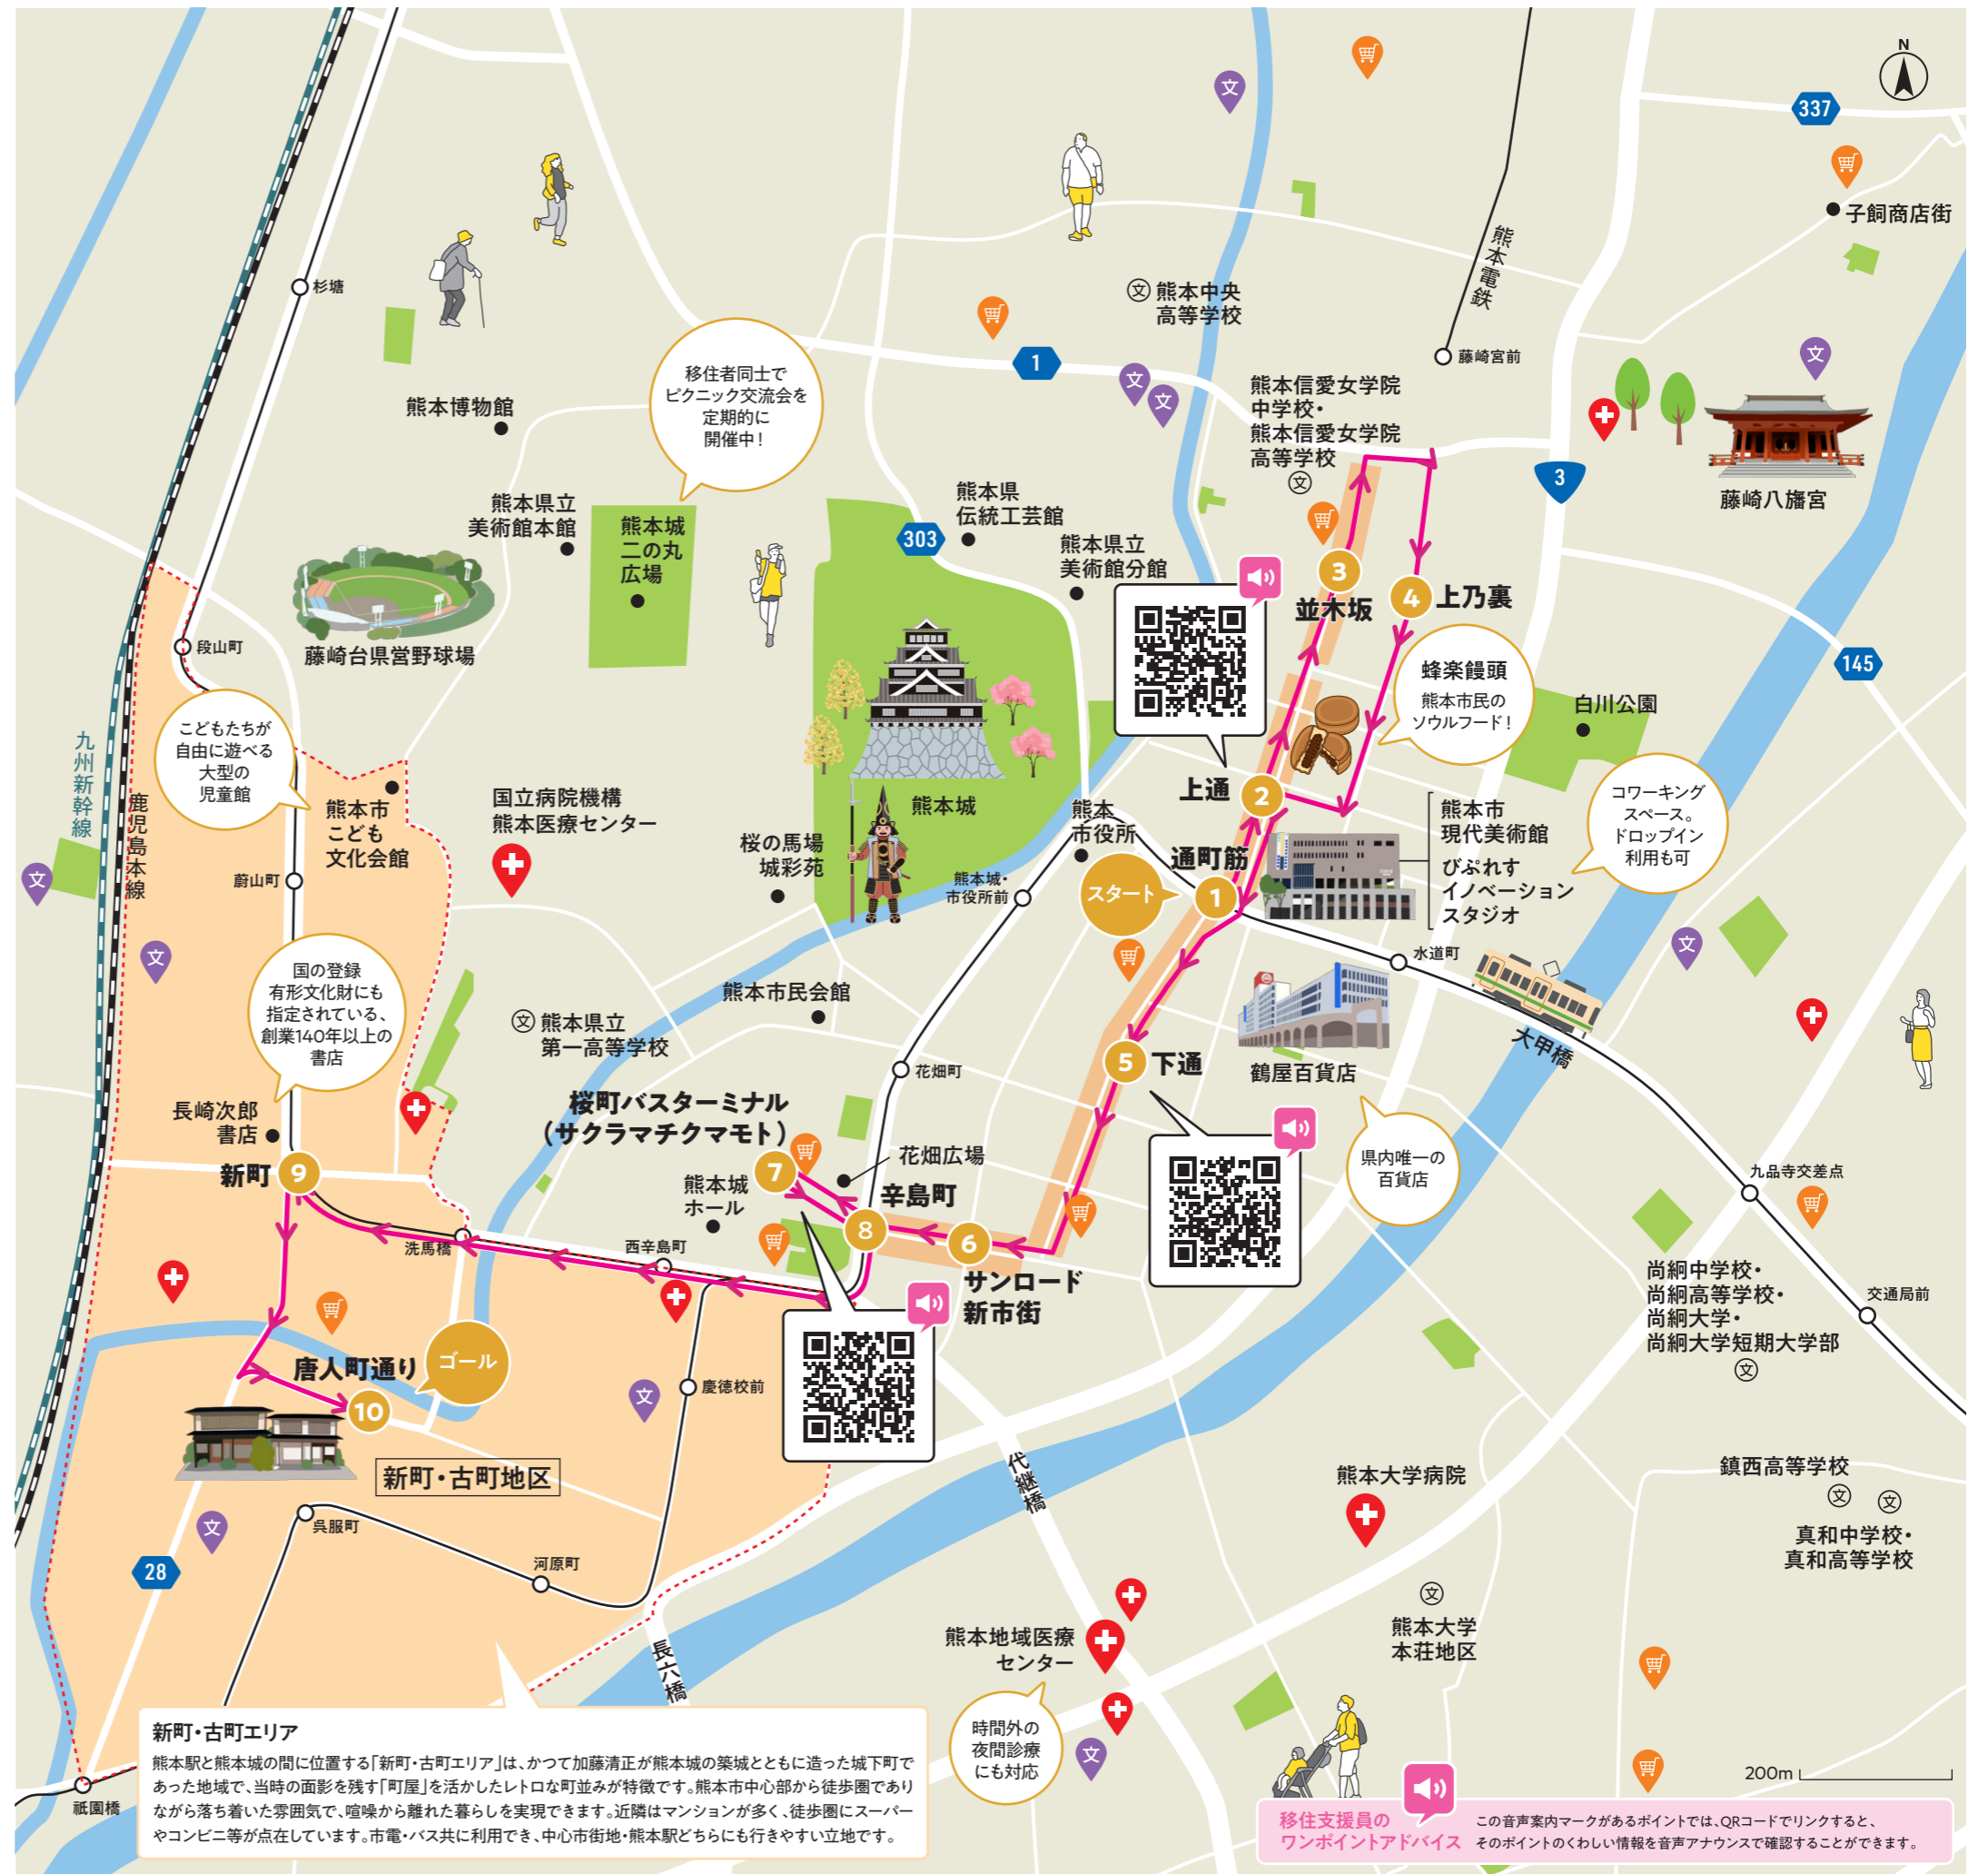 N
337
子飼商店街
熊本電鉄
杉塘
文 熊本中央
高等学校
藤崎宮前
1
移住者同士で
ピクニック交流会を
定期的に
開催中！
熊本博物館
熊本信愛女学院
中学校・
熊本信愛女学院
高等学校
文
3
藤崎八旛宮
熊本県立
美術館本館
熊本城
二の丸
広場
303
熊本県
伝統工芸館
熊本県立
美術館分館
3
並木坂
4 上乃裏
藤崎台県営野球場
段山町
145
蜂楽饅頭
熊本市民の
ソウルフード！
白川公園
こどもたちが
自由に遊べる
大型の
児童館
九州新幹線
鹿児島本線
熊本市
こども
文化会館
国立病院機構
熊本医療センター
熊本城
桜の馬場
城彩苑
上通 2
熊本
市役所
通町筋
スタート
1
熊本市
現代美術館
びぷれす
イノベーション
スタジオ
コワーキング
スペース。
ドロップイン
利用も可
蔚山町
熊本城・
市役所前
水道町
国の登録
有形文化財にも
指定されている、
創業140年以上の
書店
熊本市民会館
文 熊本県立
第一高等学校
大甲橋
花畑町
5 下通
鶴屋百貨店
県内唯一の
百貨店
長崎次郎
書店
新町 9
桜町バスターミナル
（サクラマチクマモト）
7
花畑広場
熊本城
ホール
辛島町
8
6
サンロード
新市街
洗馬橋
西辛島町
九品寺交差点
交通局前
尚絅中学校・
尚絅高等学校・
尚絅大学・
尚絅大学短期大学部
文
唐人町通り
ゴール
10
慶徳校前
新町・古町地区
代継橋
熊本大学病院
鎮西高等学校
文
文
真和中学校・
真和高等学校
呉服町
河原町
28
文
熊本大学
本荘地区
熊本地域医療
センター
長六橋
時間外の
夜間診療
にも対応
祇園橋
新町・古町エリア
熊本駅と熊本城の間に位置する「新町・古町エリア」は、かつて加藤清正が熊本城の築城とともに造った城下町で
あった地域で、当時の面影を残す「町屋」を活かしたレトロな町並みが特徴です。熊本市中心部から徒歩圏であり
ながら落ち着いた雰囲気で、喧噪から離れた暮らしを実現できます。近隣はマンションが多く、徒歩圏にスーパー
やコンビニ等が点在しています。市電・バス共に利用でき、中心市街地・熊本駅どちらにも行きやすい立地です。
200m
移住支援員の
ワンポイントアドバイス
この音声案内マークがあるポイントでは、QRコードでリンクすると、
そのポイントのくわしい情報を音声アナウンスで確認することができます。
文
文
文
文
文
文
文
文
文
文